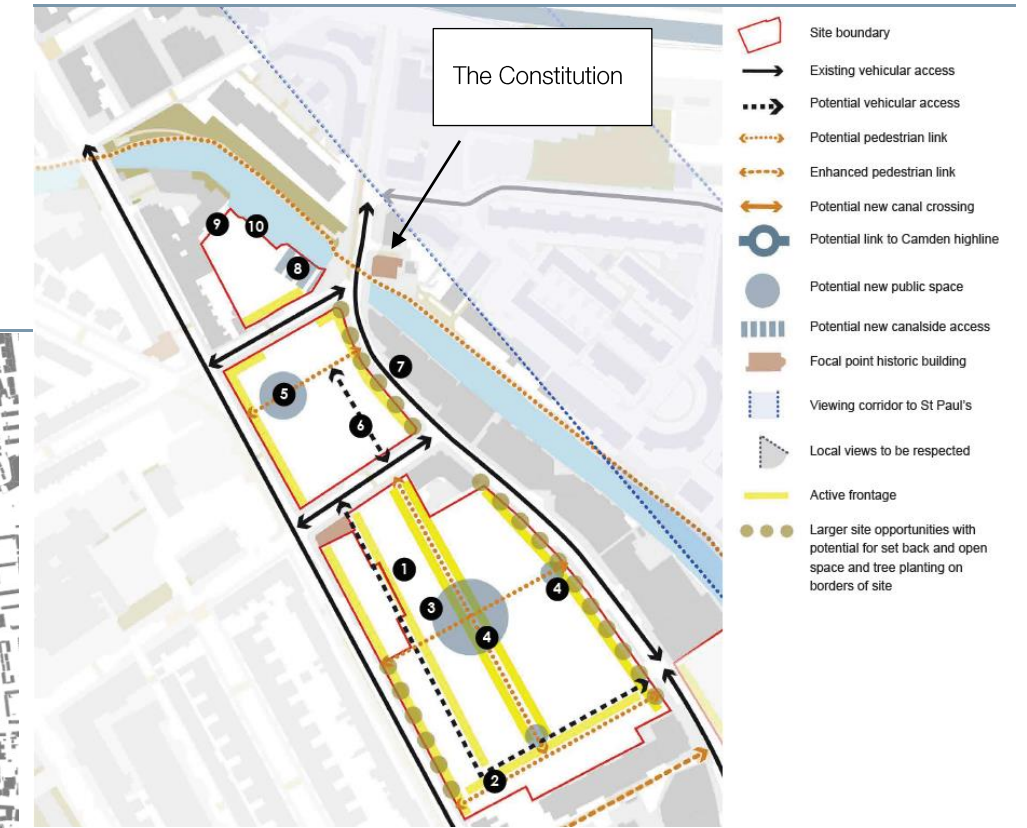 The Constitution
9
10
8
7
5
6
1
3
4
4
2
Site boundary
Existing vehicular access
Potential vehicular access
Potential pedestrian link
Enhanced pedestrian link
Potential new canal crossing
Potential link to Camden highline
Potential new public space
Potential new canalside access
Focal point historic building
Viewing corridor to St Paul's
Local views to be respected
Active frontage
Larger site opportunities with
potential for set back and open
space and tree planting on
borders of site